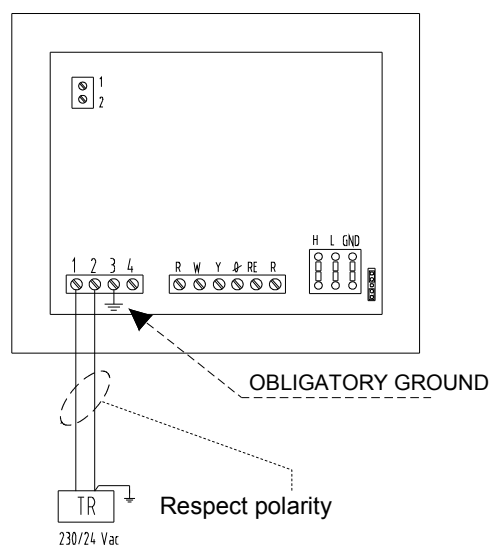 1
2
H L GND
1 2 3 4
R W Y Ø RE R
OBLIGATORY GROUND
TR
Respect polarity
230/24 Vac